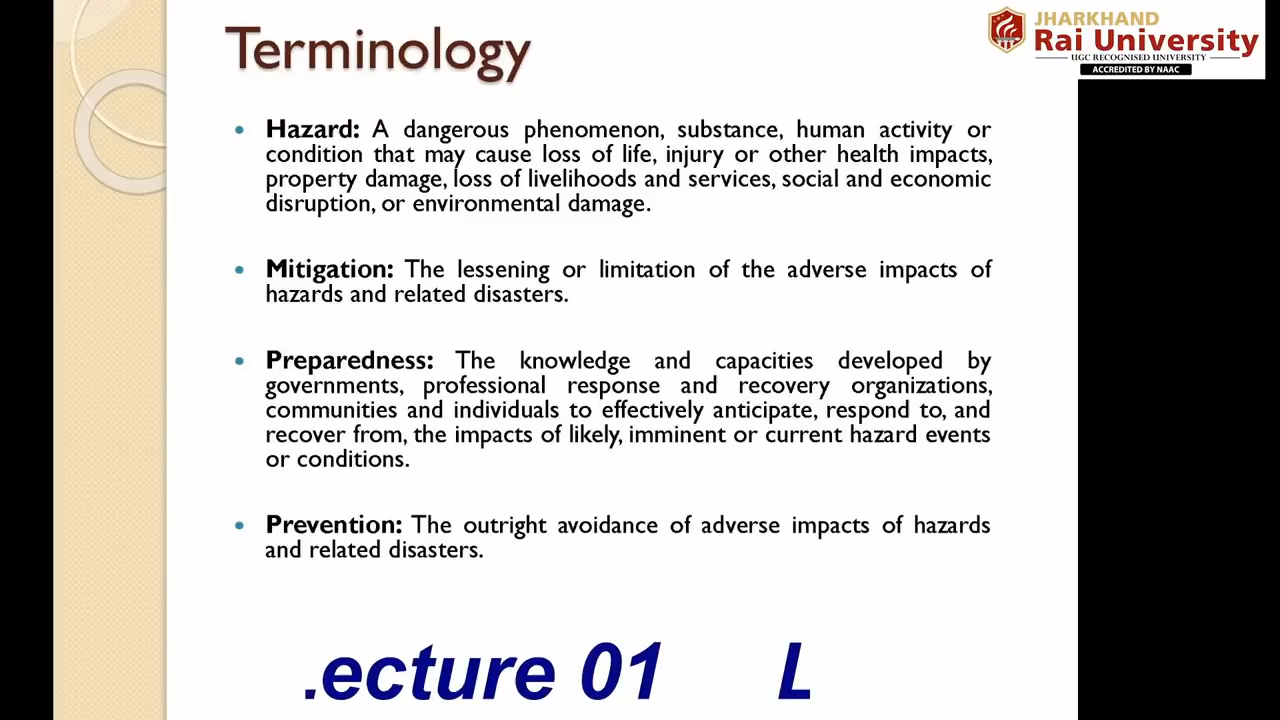 Terminology
JHARKHAND
Rai University
UGC RECOGNISED UNIVERSITY
ACCREDITED BY NAAC
• Hazard: A dangerous phenomenon, substance, human activity or
condition that may cause loss of life, injury or other health impacts,
property damage, loss of livelihoods and services, social and economic
disruption, or environmental damage.
• Mitigation: The lessening or limitation of the adverse impacts of
hazards and related disasters.
• Preparedness: The knowledge and capacities developed by
governments, professional response and recovery organizations,
communities and individuals to effectively anticipate, respond to, and
recover from, the impacts of likely, imminent or current hazard events
or conditions.
• Prevention: The outright avoidance of adverse impacts of hazards
and related disasters.
.ecture 01 L